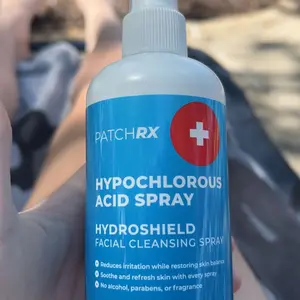 PATCHRX
HYPOCHLOROUS
ACID SPRAY
HYDROSHIELD
FACIAL CLEANSING SPRAY
Reduces irritation while restoring skin balance
Soothe and refresh skin with every spray
No alcohol, parabens, or fragrance